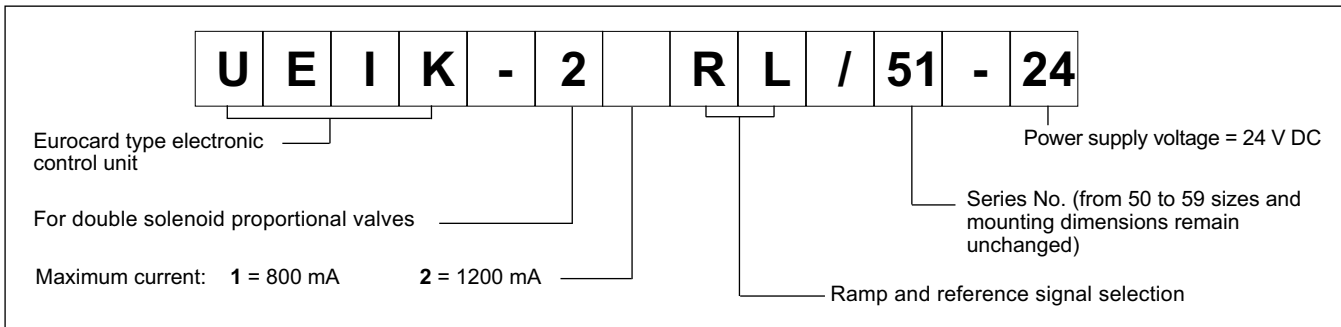 UEIK-2 RL/51-24
Eurocard type electronic
control unit
Power supply voltage = 24 V DC
For double solenoid proportional valves
Series No. (from 50 to 59 sizes and
mounting dimensions remain
unchanged)
Maximum current: 1 = 800 mA 2 = 1200 mA
Ramp and reference signal selection